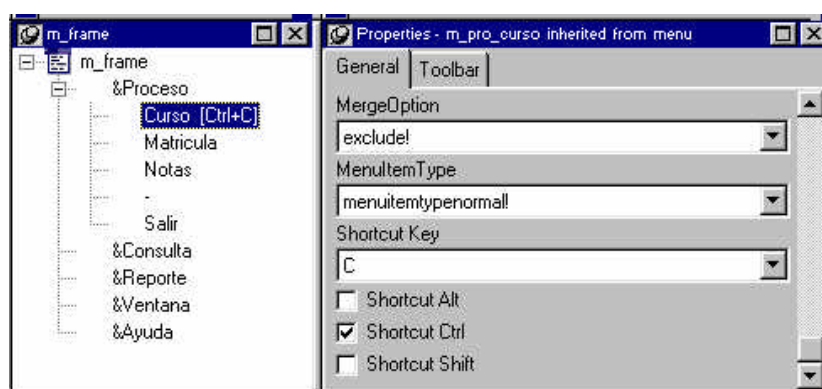 m_frame
m_frame
&Proceso
Curso [Ctrl+C]
Matricula
Notas
-
Salir
&Consulta
&Reporte
&Ventana
&Ayuda
Properties - m_pro_curso inherited from menu
General Toolbar
MergeOption
exclude!
MenuItemType
menuitemtypenormal!
Shortcut Key
C
Shortcut Alt
Shortcut Ctrl
Shortcut Shift